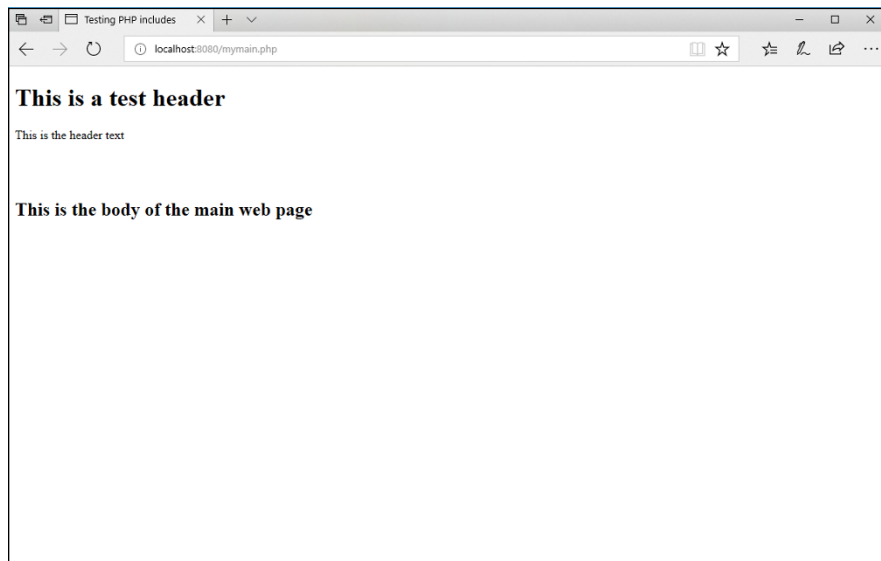 Testing PHP includes
localhost:8080/mymain.php
This is a test header
This is the header text
This is the body of the main web page